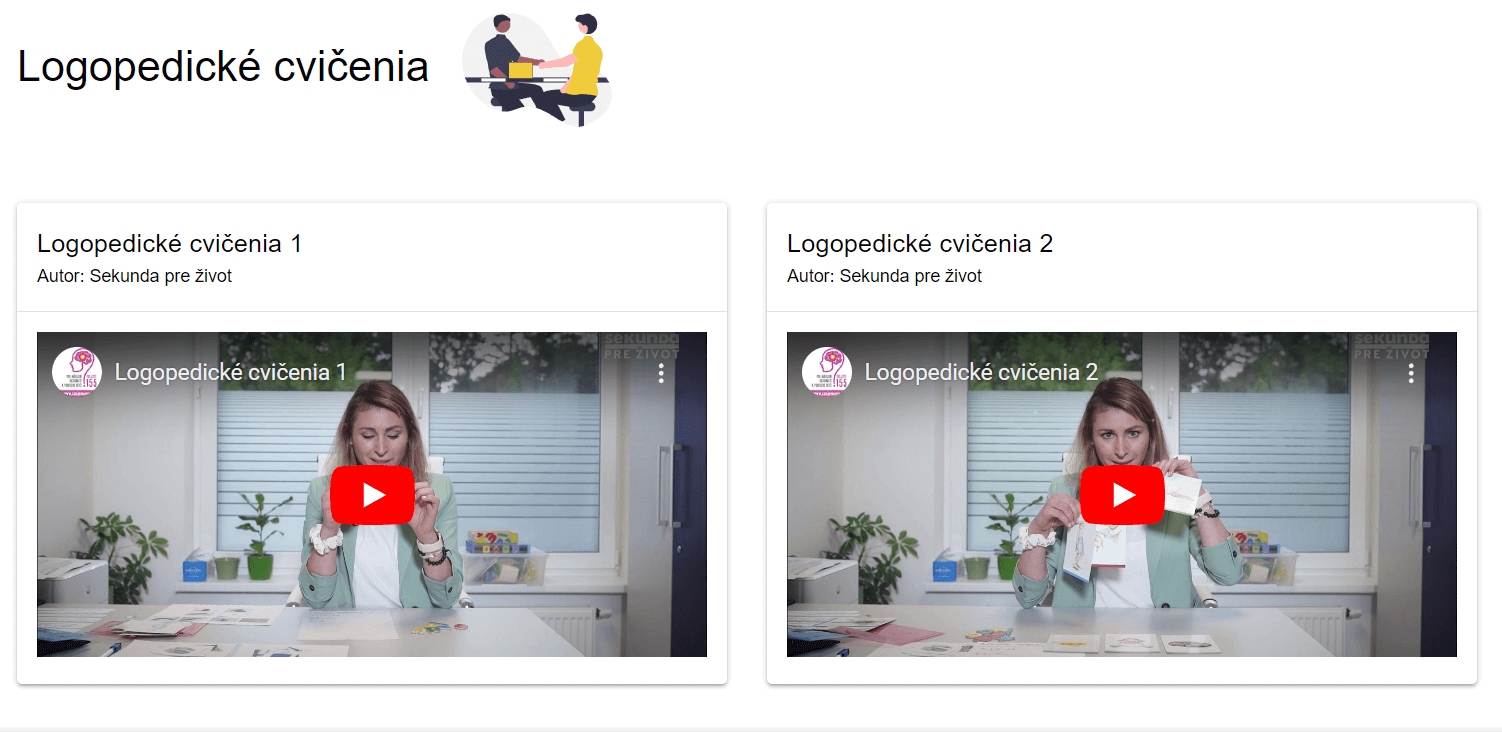 Logopedické cvičenia
Logopedické cvičenia 1
Autor: Sekunda pre život
Logopedické cvičenia 1
sekunda
PRE ŽIVOT
Logopedické cvičenia 2
Autor: Sekunda pre život
Logopedické cvičenia 2
sekunda
PRE ŽIVOT